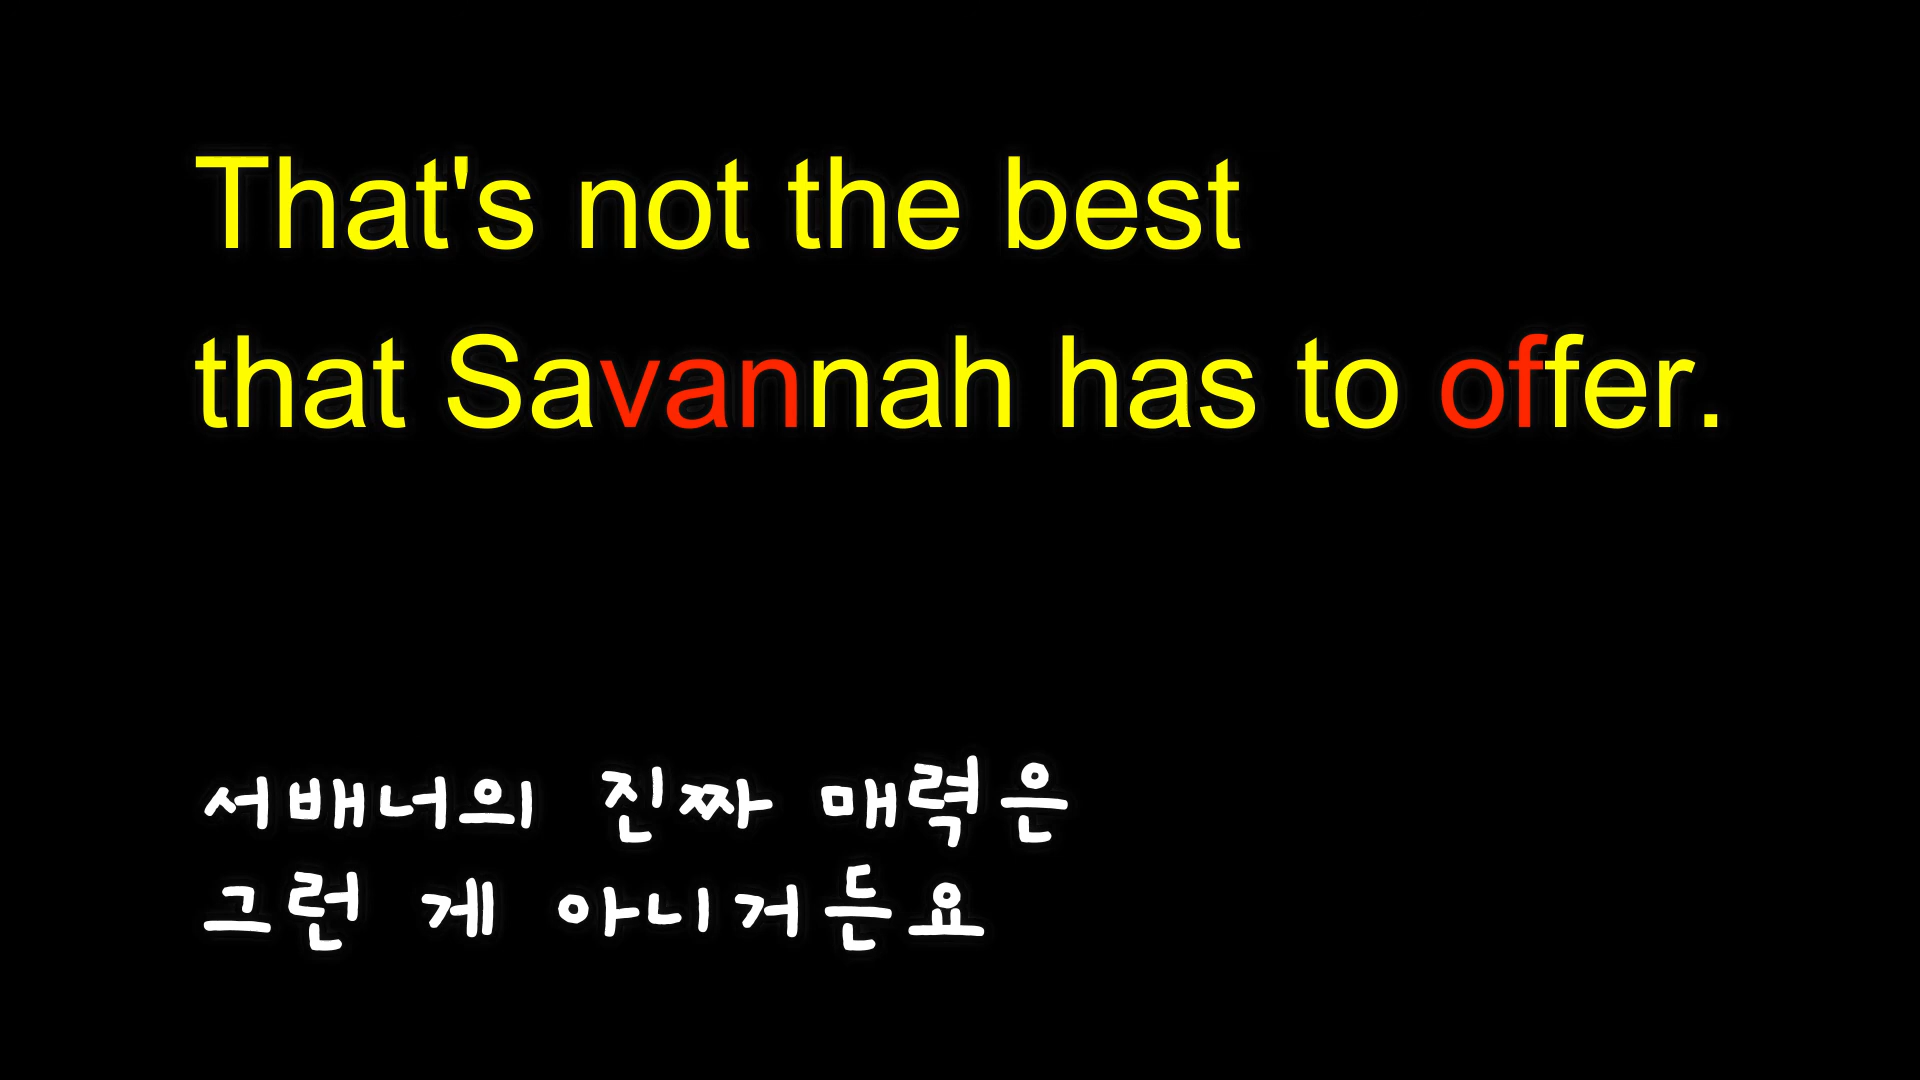 That's not the best
that Savannah has to offer.
서배너의 진짜 매력은
그런 게 아니거든요